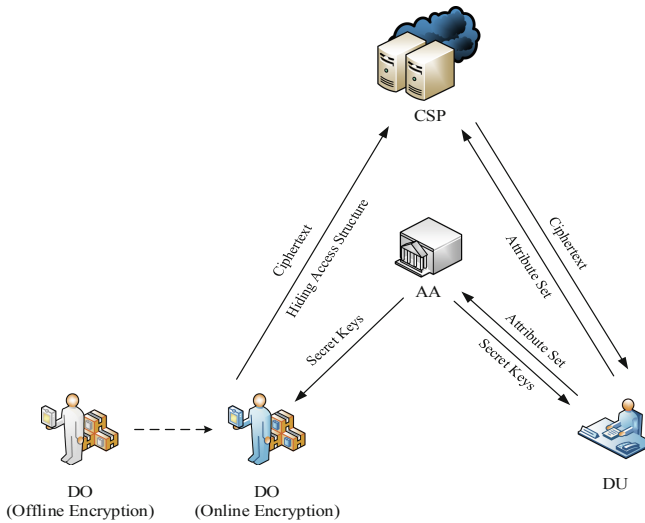 CSP
Ciphertext
Hiding Access Structure
Ciphertext
Attribute Set
AA
Secret Keys
Attribute Set
Secret Keys
DO
(Offline Encryption)
DO
(Online Encryption)
DU